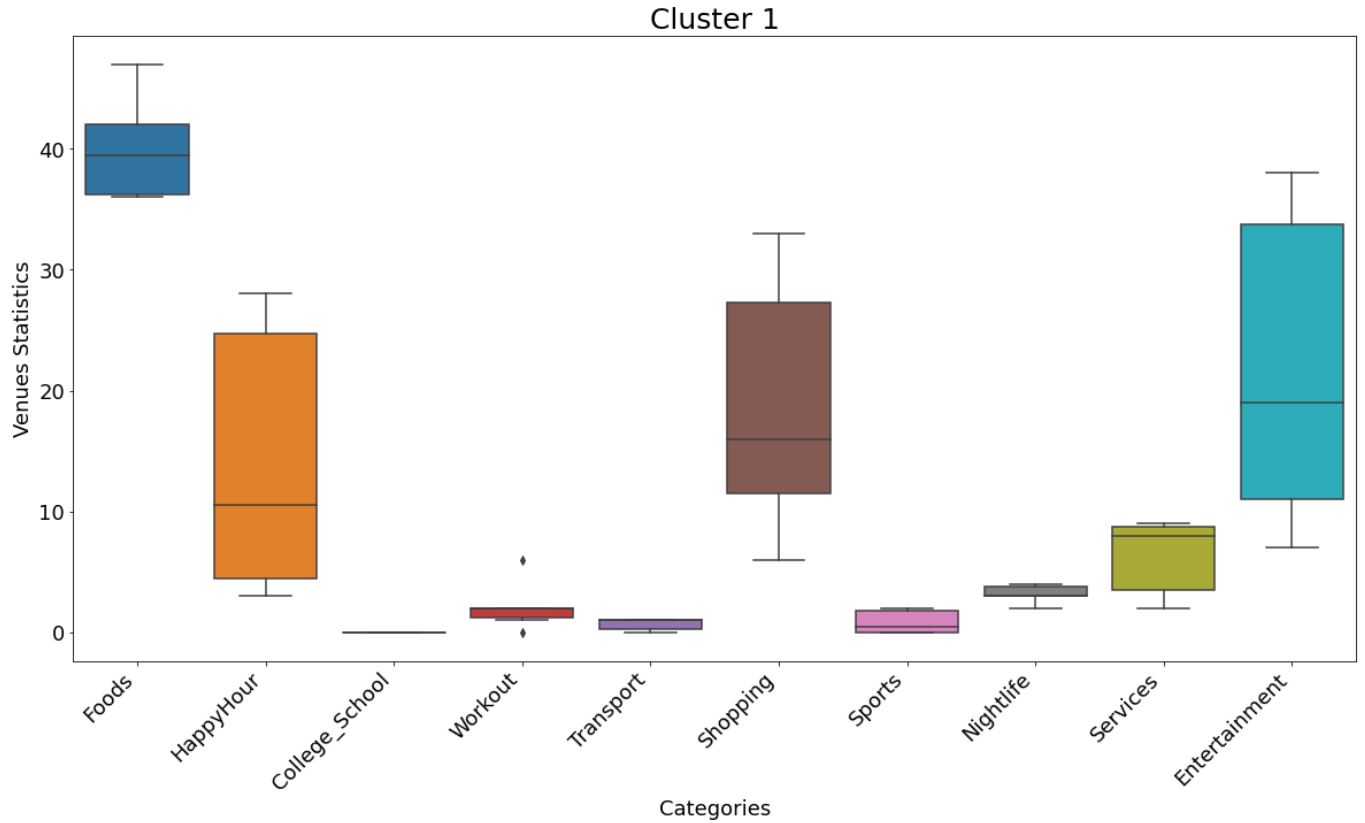 Cluster 1
Venues Statistics
40
30
20
10
0
Foods
HappyHour
College_School
Workout
Transport
Shopping
Sports
Nightlife
Services
Entertainment
Categories